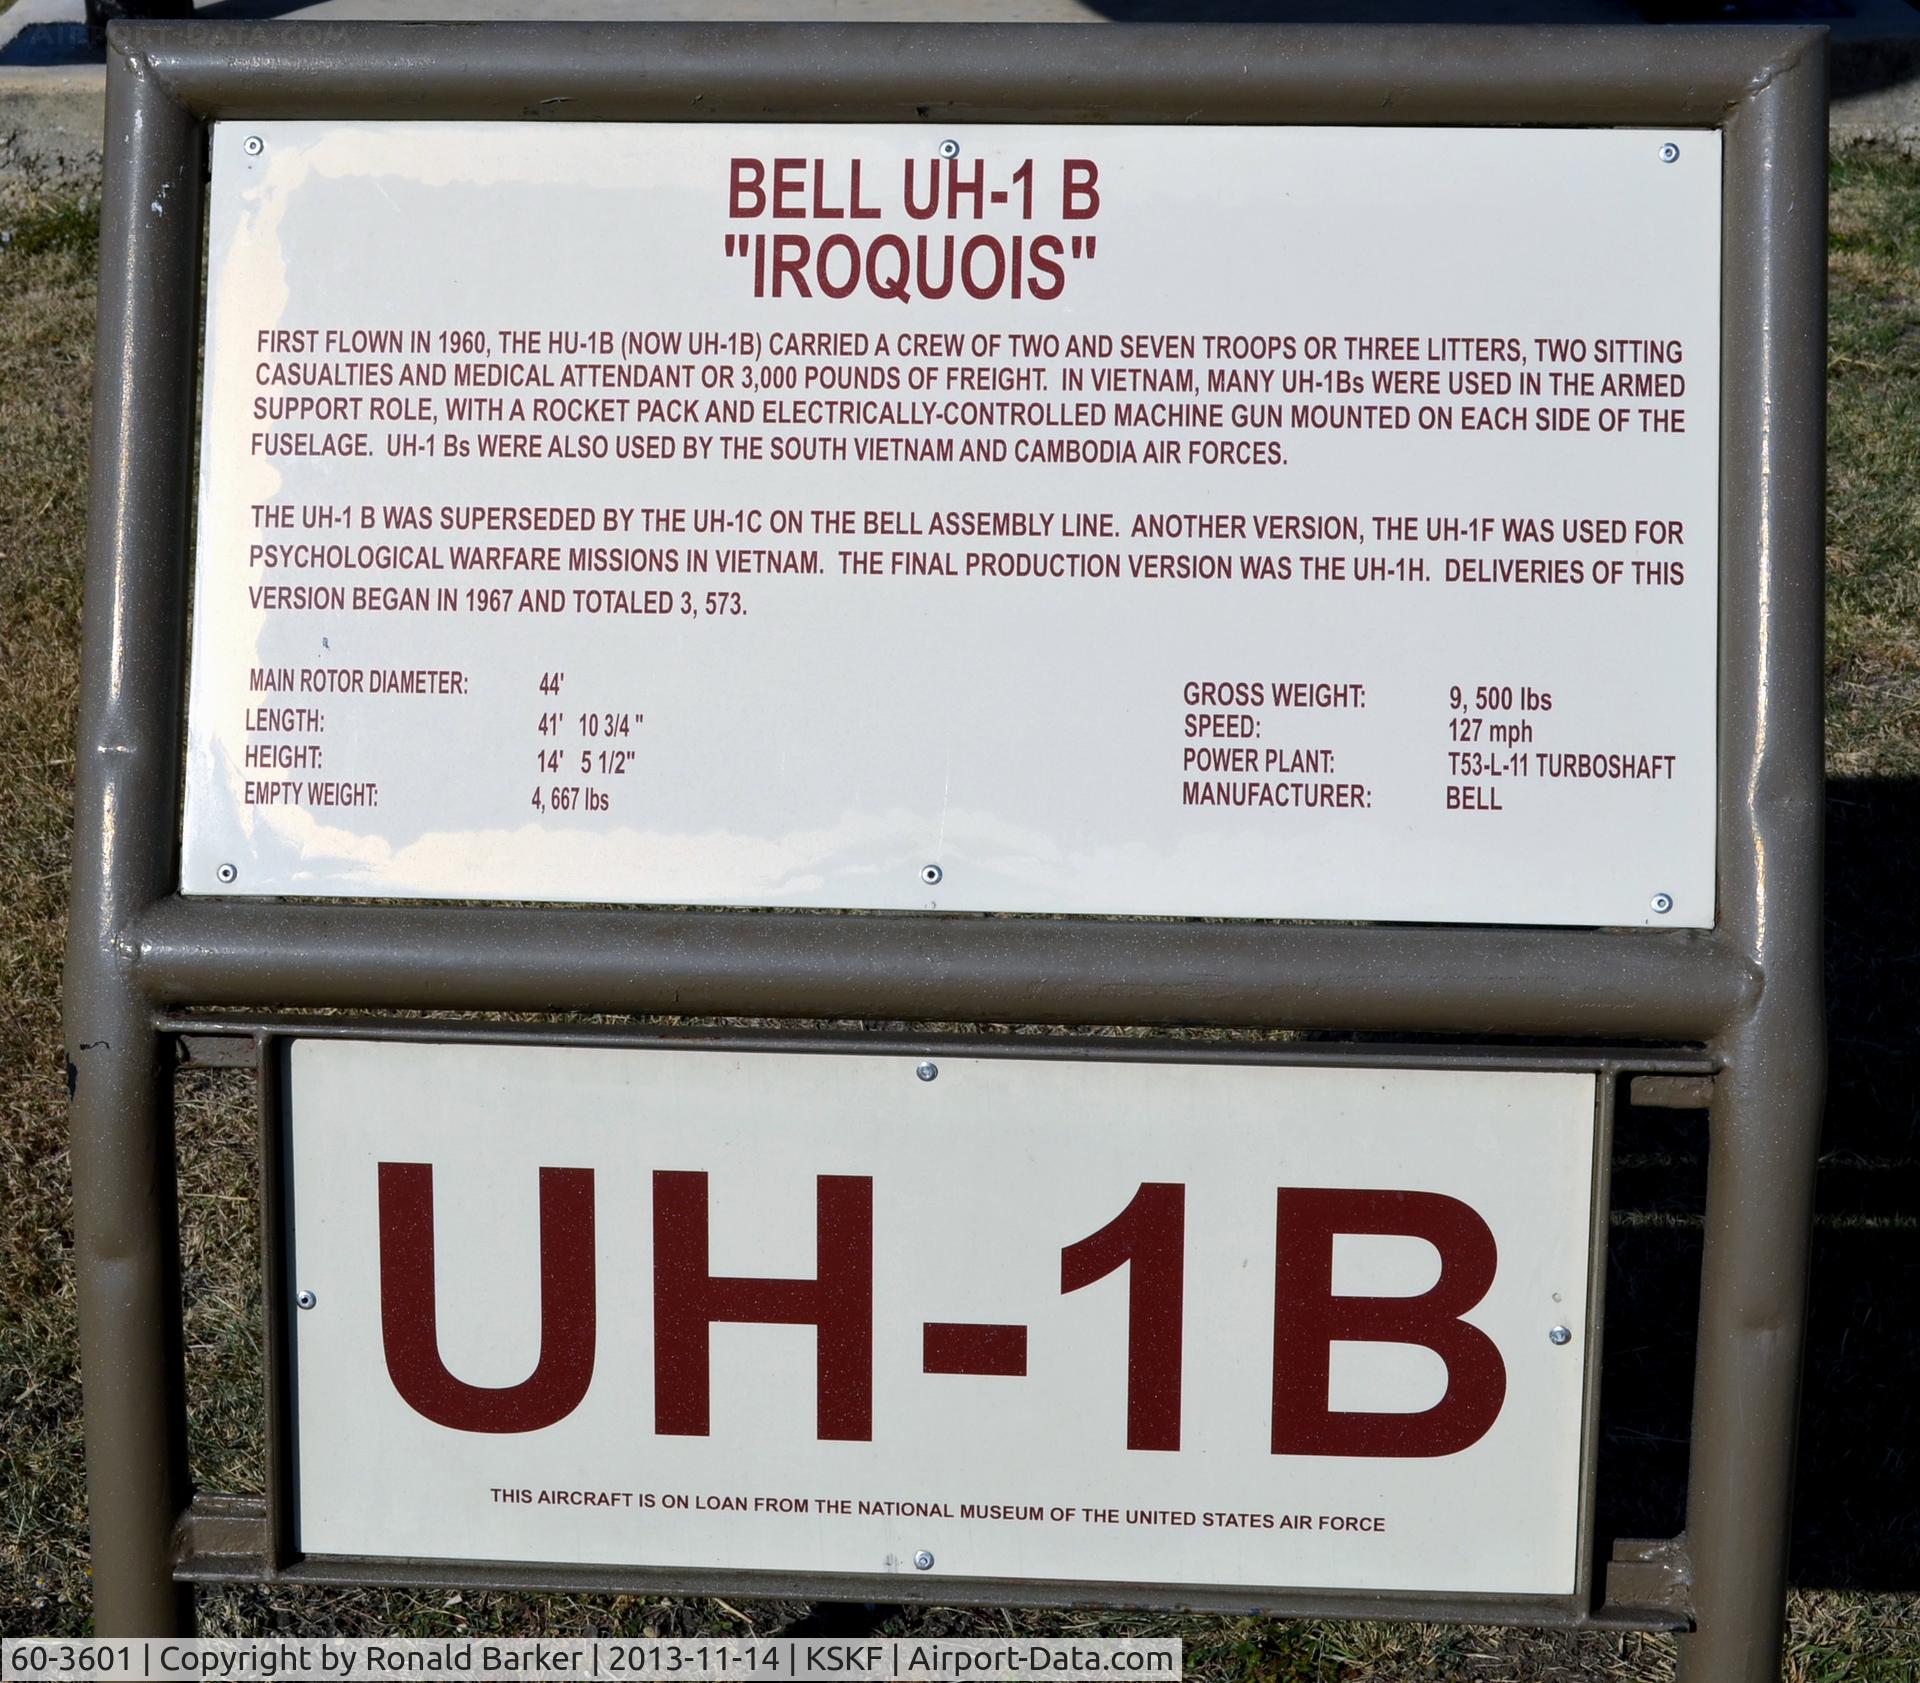 AIRPORT-DATA.COM
BELL UH-1 B
"IROQUOIS"
FIRST FLOWN IN 1960, THE HU-1B (NOW UH-1B) CARRIED A CREW OF TWO AND SEVEN TROOPS OR THREE LITTERS, TWO SITTING
CASUALTIES AND MEDICAL ATTENDANT OR 3,000 POUNDS OF FREIGHT. IN VIETNAM, MANY UH-1Bs WERE USED IN THE ARMED
SUPPORT ROLE, WITH A ROCKET PACK AND ELECTRICALLY-CONTROLLED MACHINE GUN MOUNTED ON EACH SIDE OF THE
FUSELAGE. UH-1 Bs WERE ALSO USED BY THE SOUTH VIETNAM AND CAMBODIA AIR FORCES.
THE UH-1 B WAS SUPERSEDED BY THE UH-1C ON THE BELL ASSEMBLY LINE. ANOTHER VERSION, THE UH-1F WAS USED FOR
PSYCHOLOGICAL WARFARE MISSIONS IN VIETNAM. THE FINAL PRODUCTION VERSION WAS THE UH-1H. DELIVERIES OF THIS
VERSION BEGAN IN 1967 AND TOTALED 3, 573.
MAIN ROTOR DIAMETER: 44'
LENGTH: 41' 10 3/4 "
HEIGHT: 14' 5 1/2"
EMPTY WEIGHT: 4, 667 lbs
GROSS WEIGHT: 9, 500 lbs
SPEED: 127 mph
POWER PLANT: T53-L-11 TURBOSHAFT
MANUFACTURER: BELL
UH-1B
THIS AIRCRAFT IS ON LOAN FROM THE NATIONAL MUSEUM OF THE UNITED STATES AIR FORCE
60-3601 | Copyright by Ronald Barker | 2013-11-14 | KSKF | Airport-Data.com